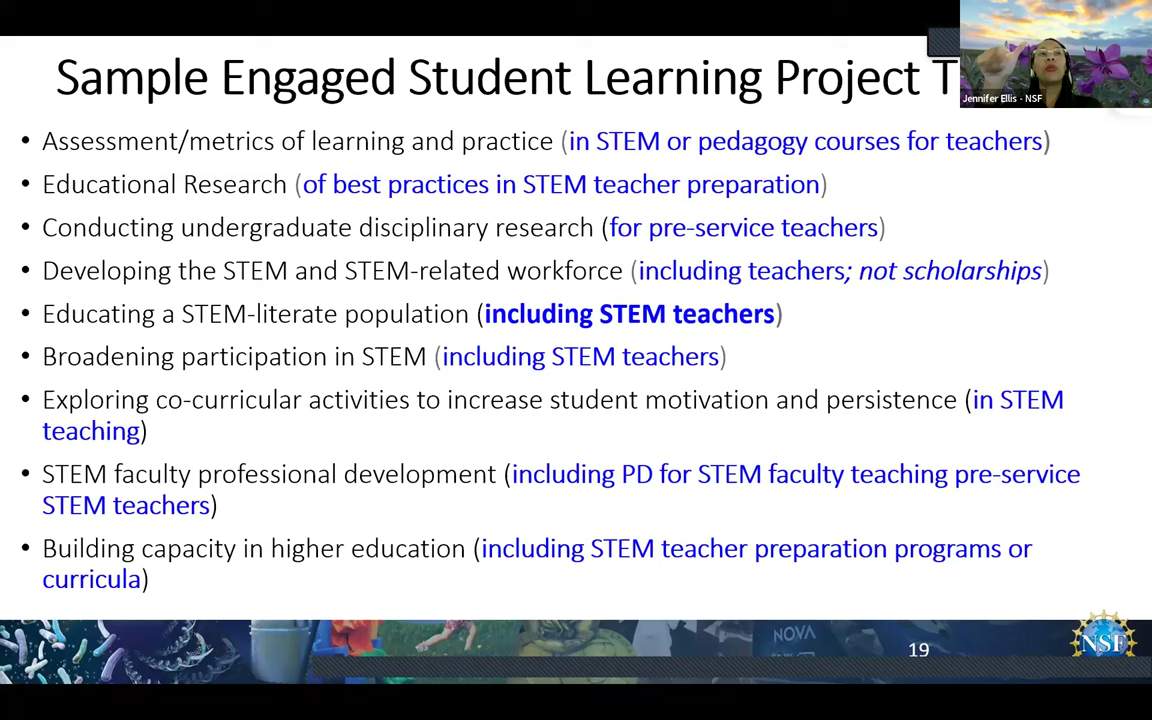 Sample Engaged Student Learning Project T
Jennifer Ellis - NSF
• Assessment/metrics of learning and practice (in STEM or pedagogy courses for teachers)
• Educational Research (of best practices in STEM teacher preparation)
• Conducting undergraduate disciplinary research (for pre-service teachers)
• Developing the STEM and STEM-related workforce (including teachers; not scholarships)
• Educating a STEM-literate population (including STEM teachers)
• Broadening participation in STEM (including STEM teachers)
• Exploring co-curricular activities to increase student motivation and persistence (in STEM
teaching)
• STEM faculty professional development (including PD for STEM faculty teaching pre-service
STEM teachers)
• Building capacity in higher education (including STEM teacher preparation programs or
curricula)
NOVA
19
NSF